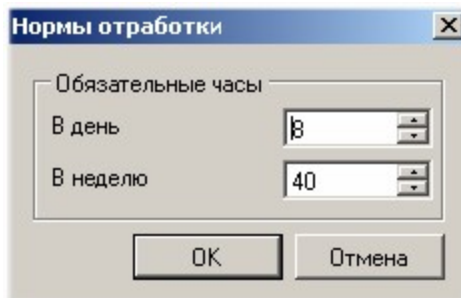 Нормы отработки
Обязательные часы
В день 8
В неделю 40
OK Отмена